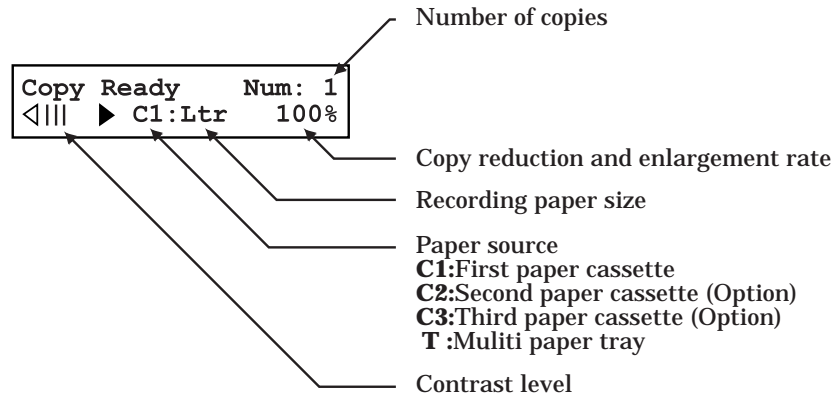 Number of copies
Copy Ready Num: 1
C1:Ltr 100%
Copy reduction and enlargement rate
Recording paper size
Paper source
C1:First paper cassette
C2:Second paper cassette (Option)
C3:Third paper cassette (Option)
T :Muliti paper tray
Contrast level